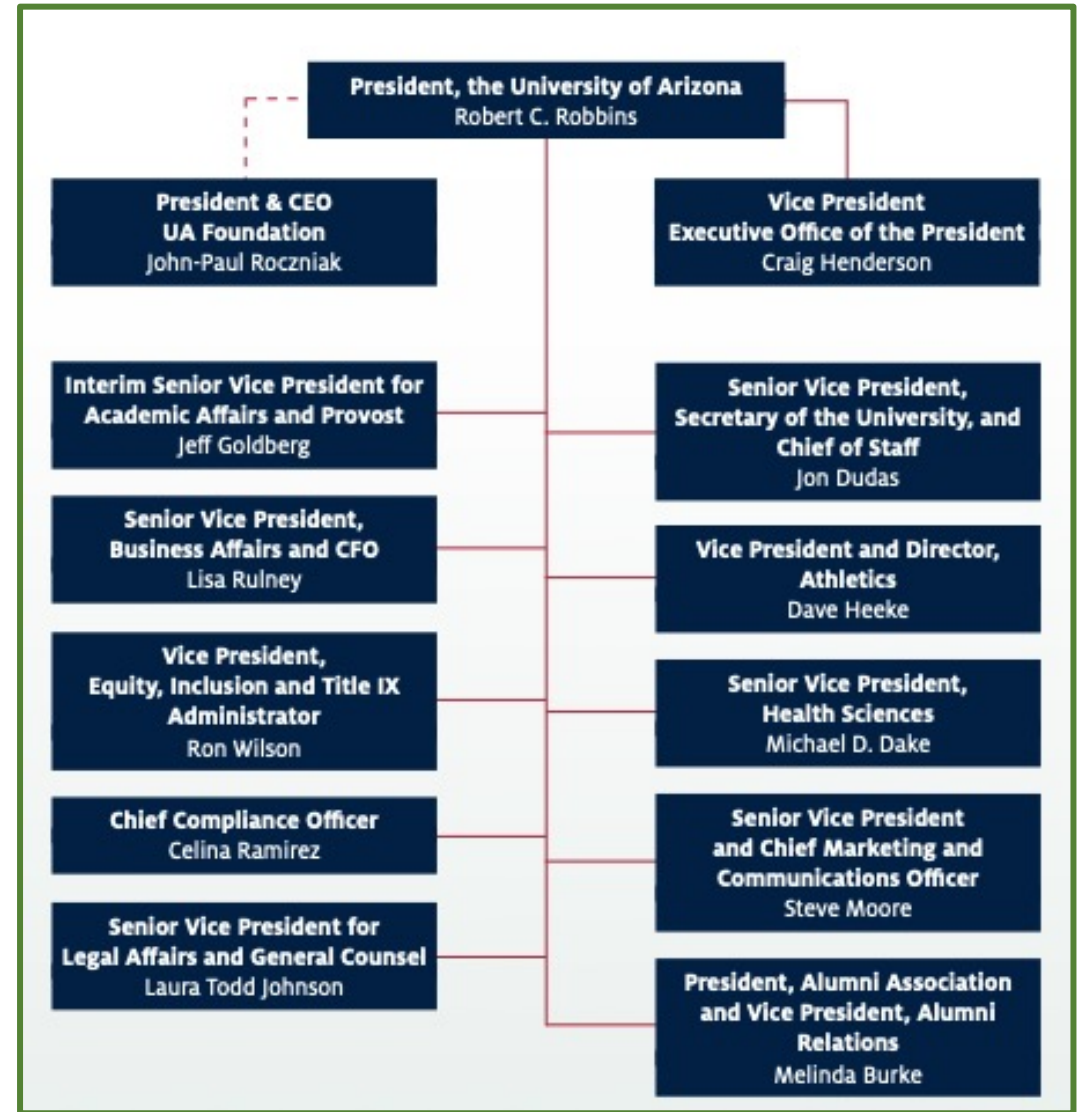 President, the University of Arizona
Robert C. Robbins
President & CEO
UA Foundation
John-Paul Roczniak
Vice President
Executive Office of the President
Craig Henderson
Interim Senior Vice President for
Academic Affairs and Provost
Jeff Goldberg
Senior Vice President,
Secretary of the University, and
Chief of Staff
Jon Dudas
Senior Vice President,
Business Affairs and CFO
Lisa Rulney
Vice President and Director,
Athletics
Dave Heeke
Vice President,
Equity, Inclusion and Title IX
Administrator
Ron Wilson
Senior Vice President,
Health Sciences
Michael D. Dake
Chief Compliance Officer
Celina Ramirez
Senior Vice President
and Chief Marketing and
Communications Officer
Steve Moore
Senior Vice President for
Legal Affairs and General Counsel
Laura Todd Johnson
President, Alumni Association
and Vice President, Alumni
Relations
Melinda Burke